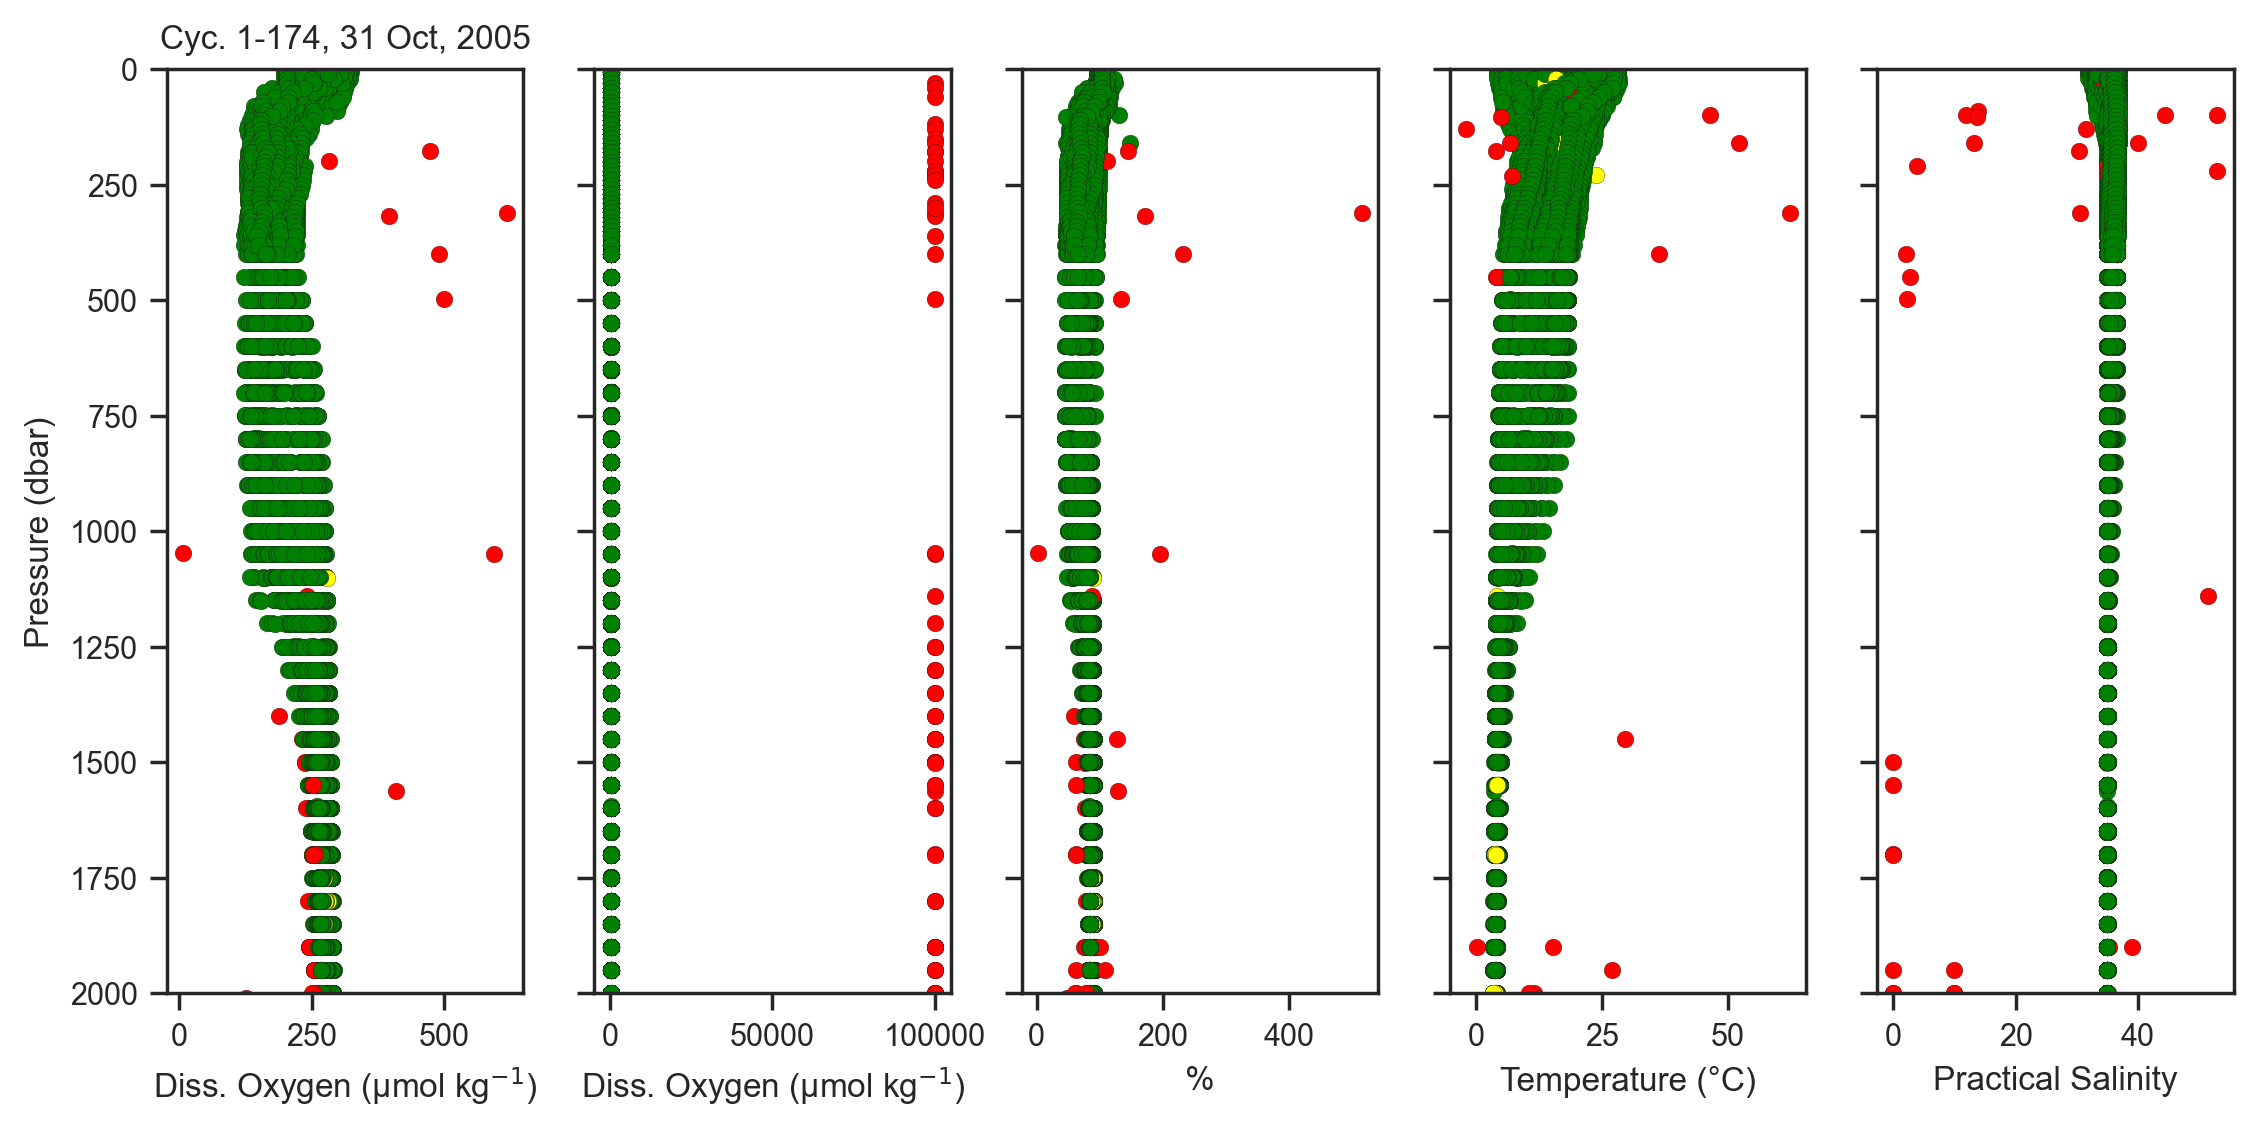 Cyc. 1-174, 31 Oct, 2005
Pressure (dbar)
0
250
500
750
1000
1250
1500
1750
2000
0 250 500
Diss. Oxygen (µmol kg⁻¹)
0 50000 100000
Diss. Oxygen (µmol kg⁻¹)
0 200 400
%
0 25 50
Temperature (°C)
0 20 40
Practical Salinity